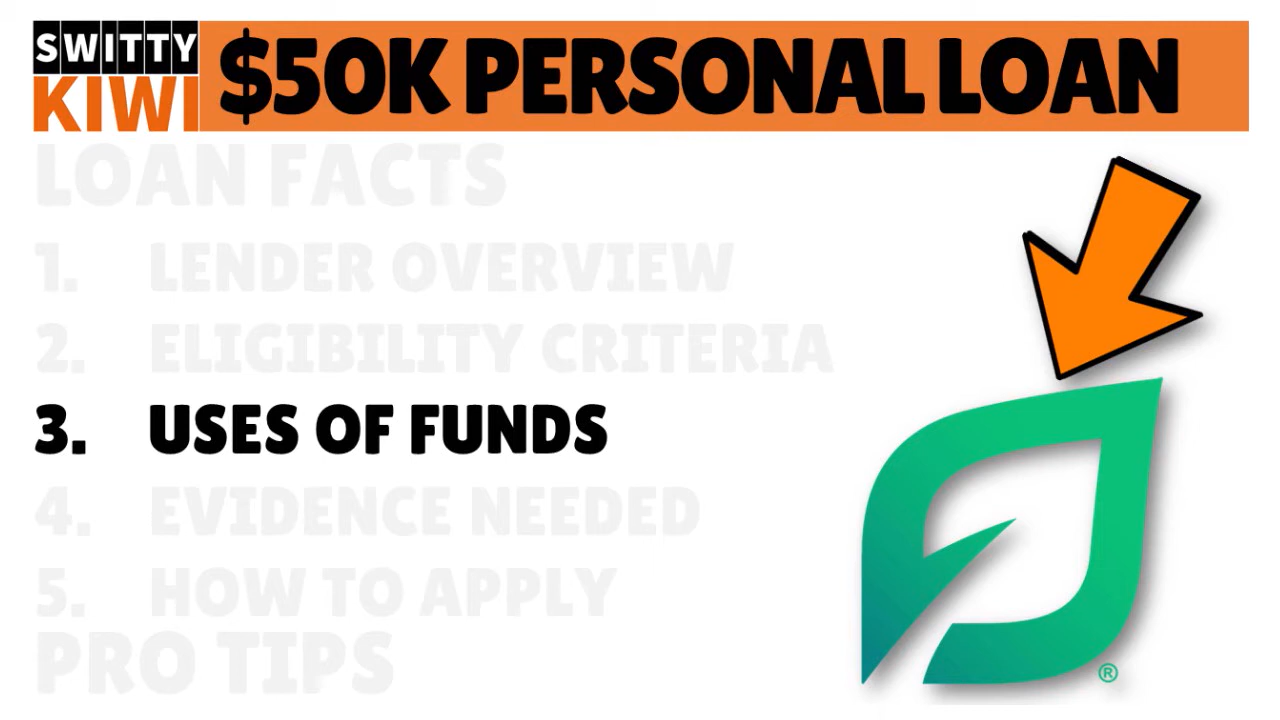 SWITTY
KIWI
$50K PERSONAL LOAN
LOAN FACTS
1. LENDER OVERVIEW
2. ELIGIBILITY CRITERIA
3. USES OF FUNDS
4. EVIDENCE NEEDED
5. HOW TO APPLY
PRO TIPS
®